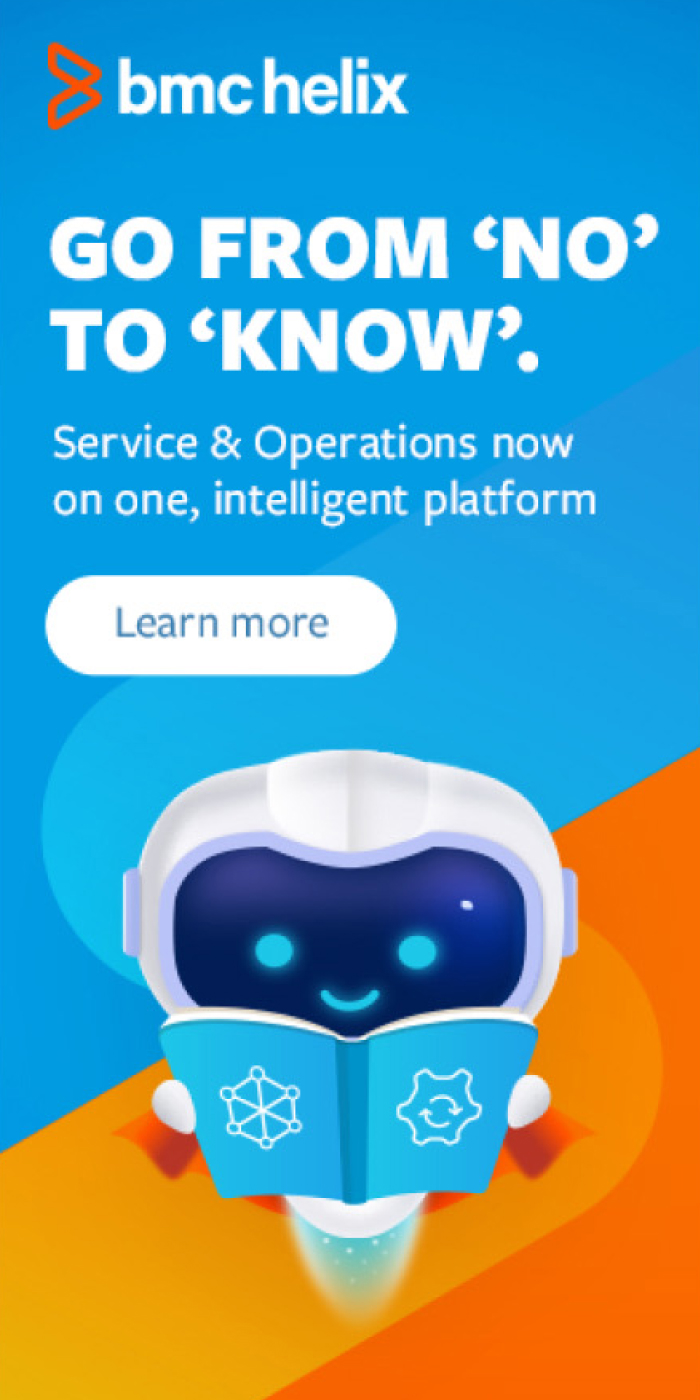 bmc helix
GO FROM ‘NO’
TO ‘KNOW’.
Service & Operations now
on one, intelligent platform
Learn more